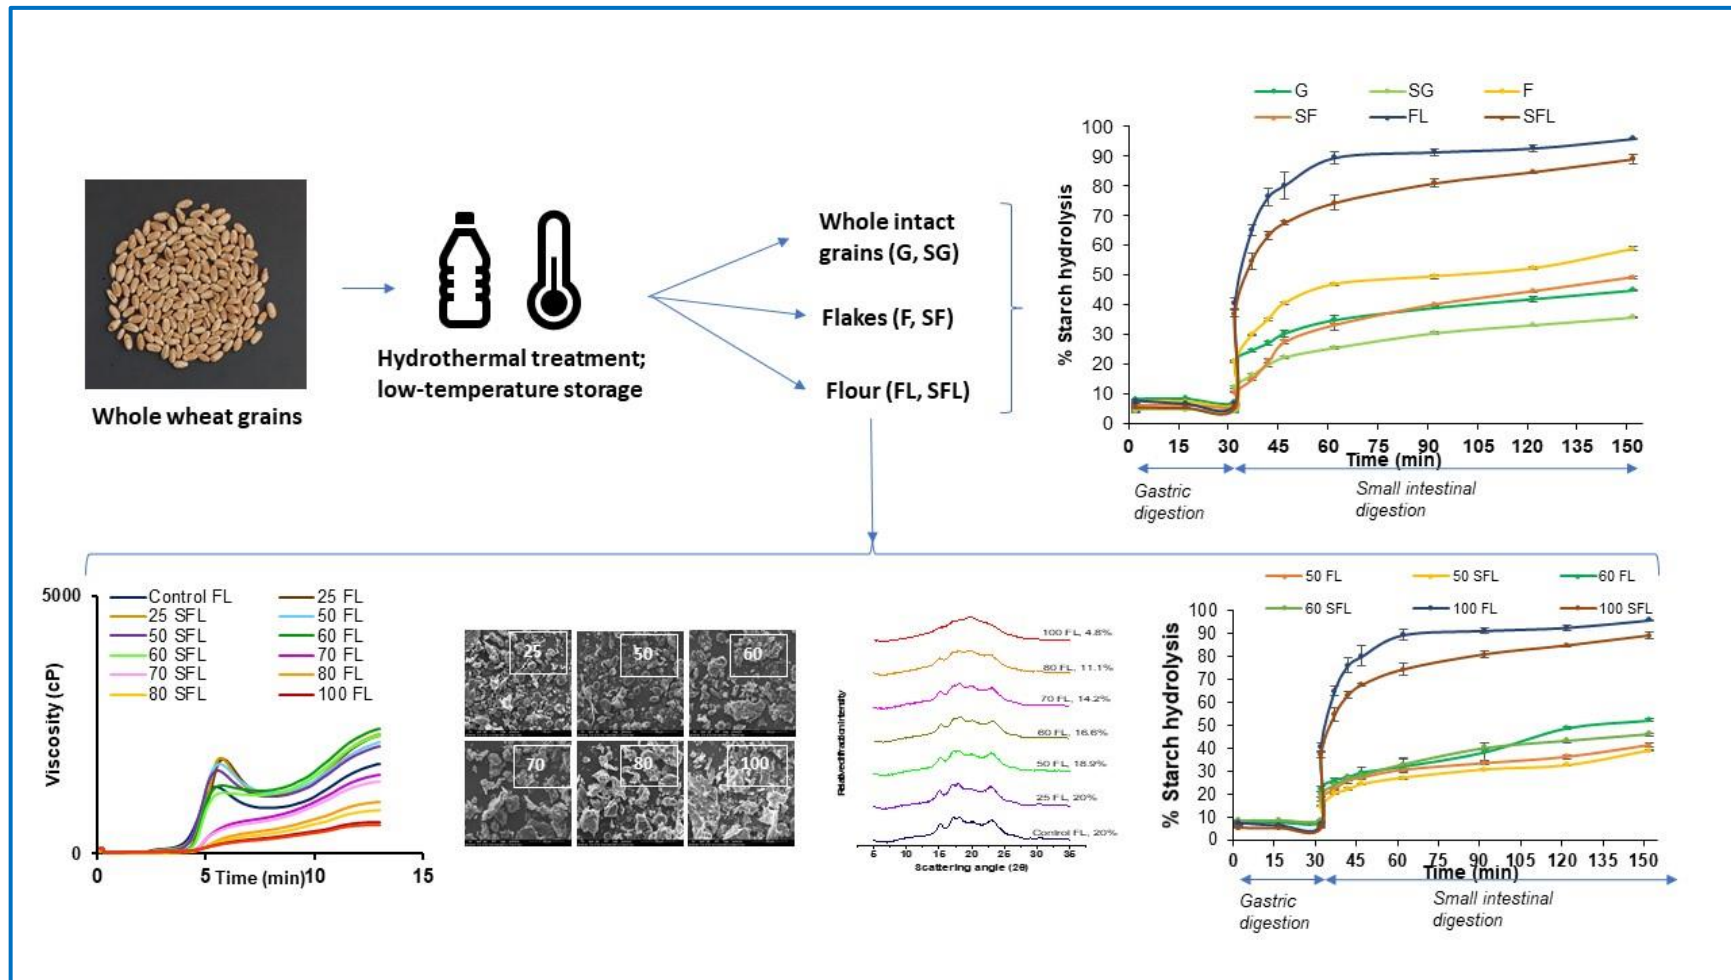 Whole wheat grains
Hydrothermal treatment;
low-temperature storage
Whole intact
grains (G, SG)
Flakes (F, SF)
Flour (FL, SFL)
G SG F
SF FL SFL
% Starch hydrolysis
100
90
80
70
60
50
40
30
20
10
0
0 15 30 45 60 75 90 105 120 135 150
Time (min)
Gastric
digestion
Small intestinal
digestion
Viscosity (cP)
5000
0
Control FL 25 FL
25 SFL 50 FL
50 SFL 60 FL
60 SFL 70 FL
70 SFL 80 FL
80 SFL 100 FL
0 5 10 15
Time (min)
25 50 60
70 80 100
100 FL, 4.8%
80 FL, 11.1%
70 FL, 14.2%
60 FL, 16.6%
50 FL, 18.9%
25 FL, 20%
Control FL, 20%
6 10 16 20 26 30 36
Scattering angle (2θ)
50 FL 50 SFL 60 FL
60 SFL 100 FL 100 SFL
% Starch hydrolysis
100
90
80
70
60
50
40
30
20
10
0
0 15 30 45 60 75 90 105 120 135 150
Time (min)
Gastric
digestion
Small intestinal
digestion